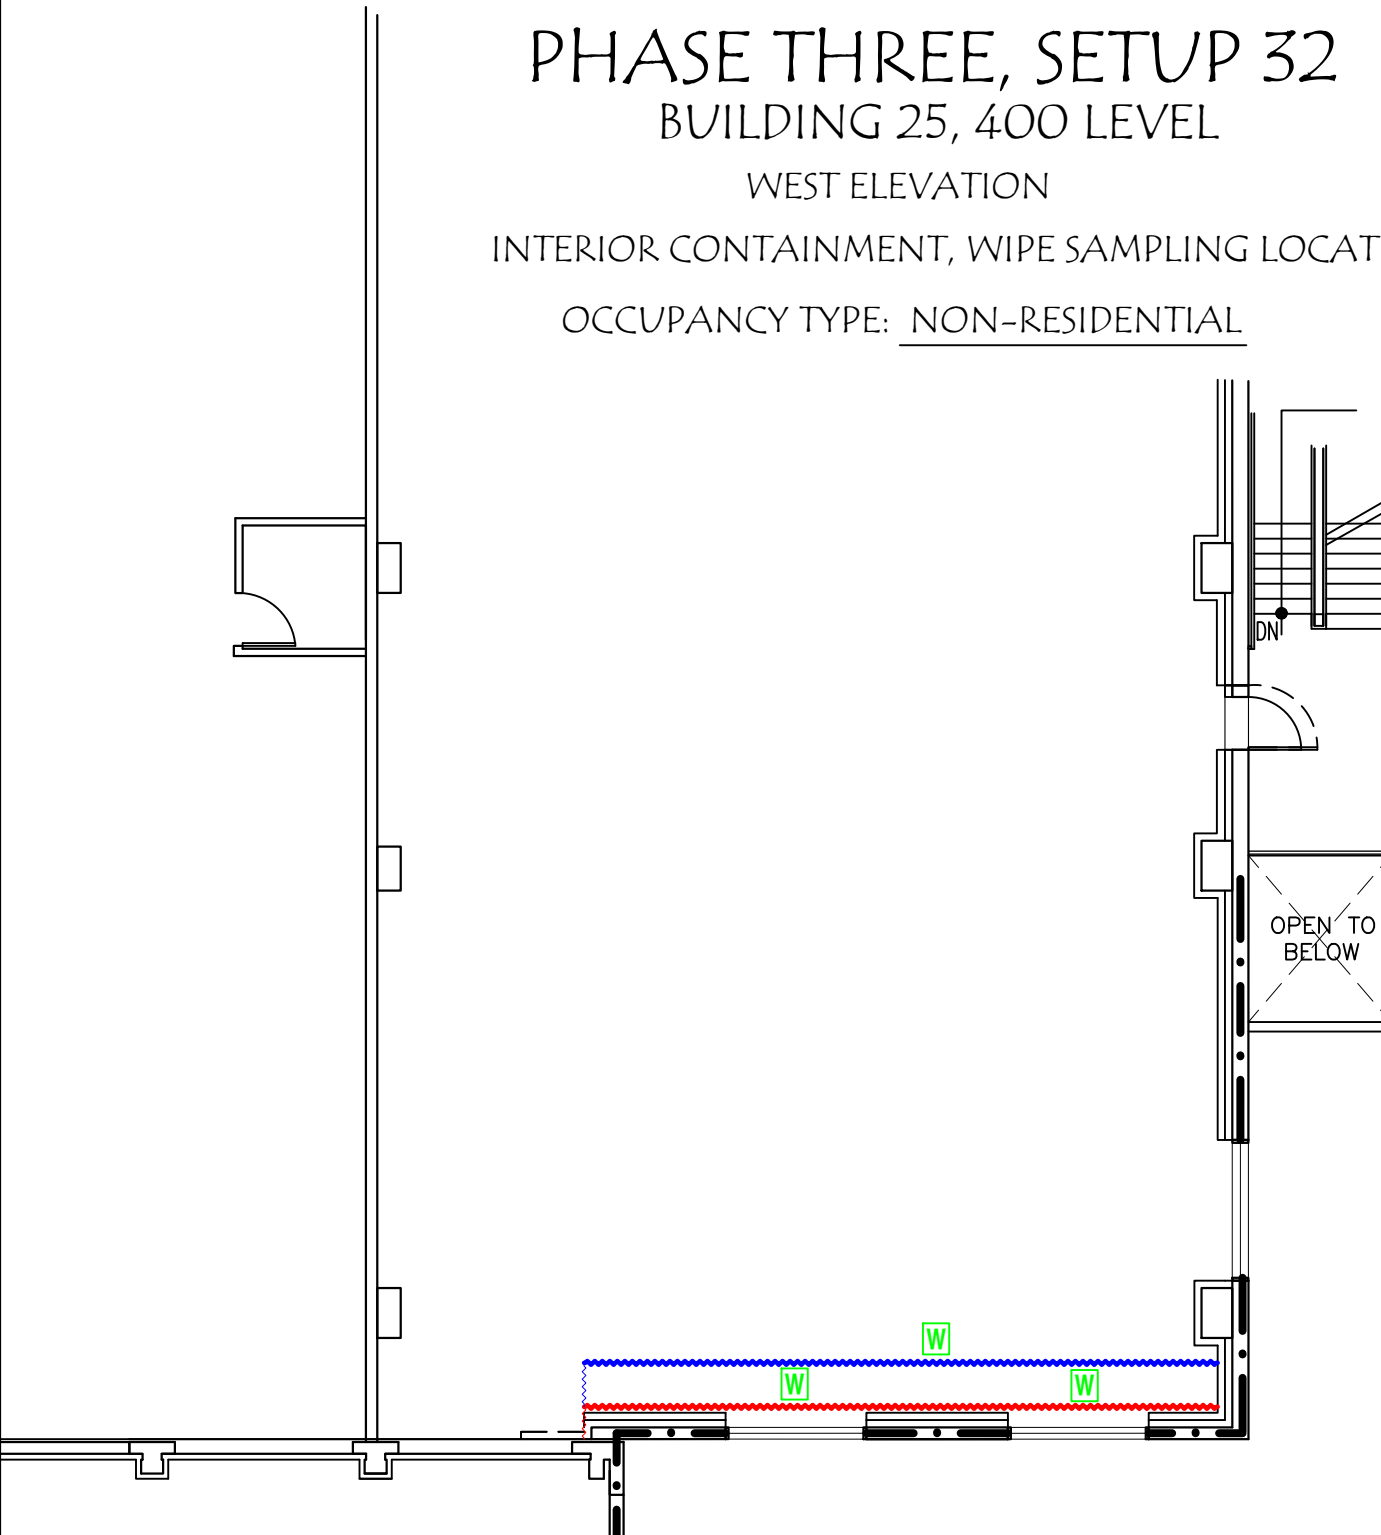 PHASE THREE, SETUP 32
BUILDING 25, 400 LEVEL
WEST ELEVATION
INTERIOR CONTAINMENT, WIPE SAMPLING LOCAT
OCCUPANCY TYPE: NON-RESIDENTIAL
DN
OPEN TO
BELOW
W
W
W